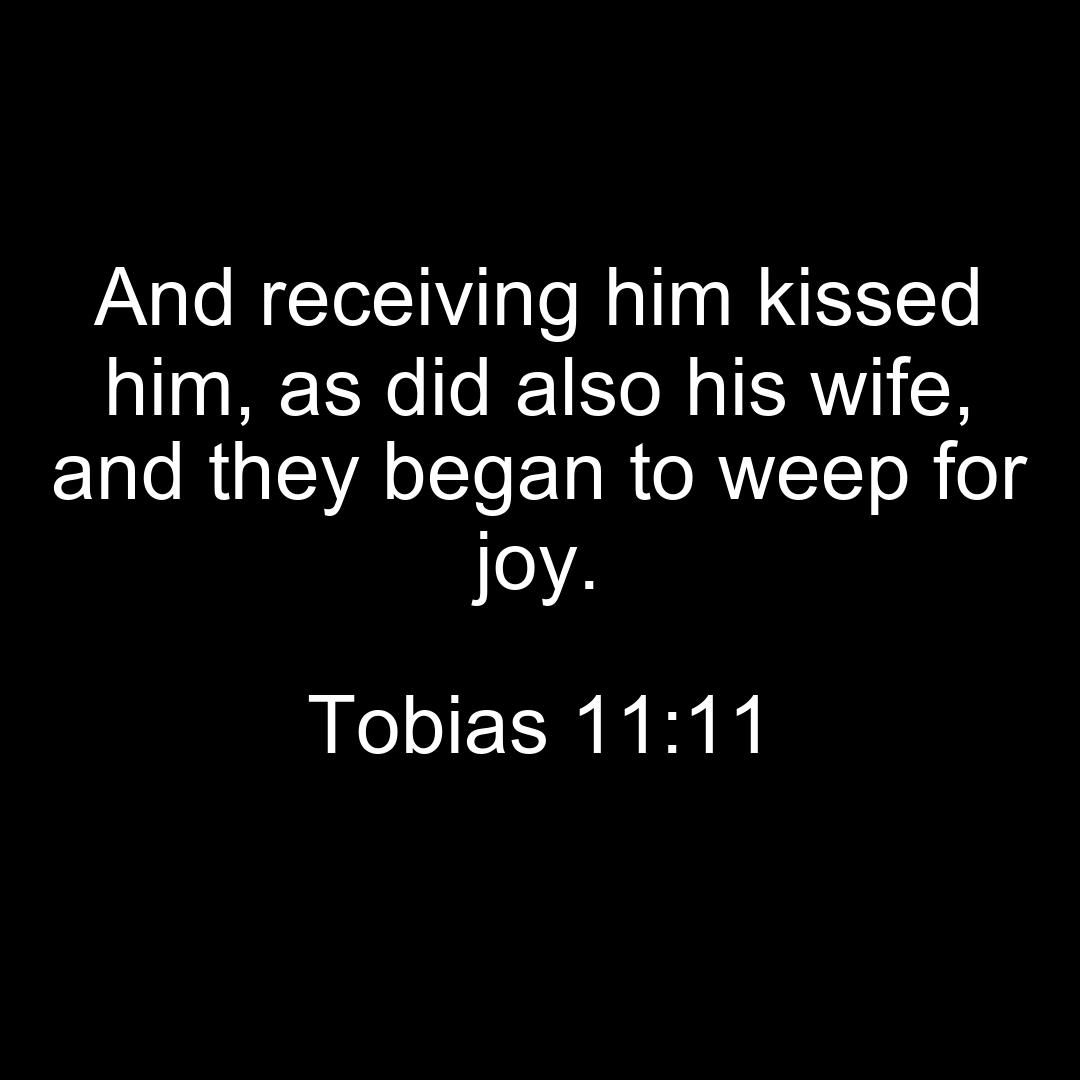 And receiving him kissed
him, as did also his wife,
and they began to weep for
joy.
Tobias 11:11